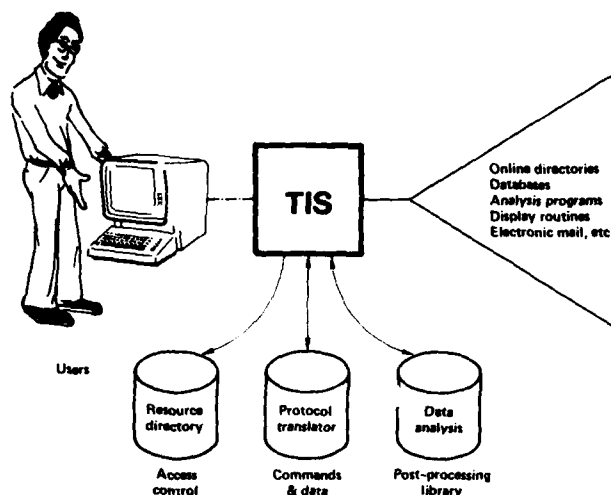 TIS
Online directories
Databases
Analysis programs
Display routines
Electronic mail, etc
Users
Resource
directory
Protocol
translator
Data
analysis
Access
control
Commands
& data
Post-processing
library